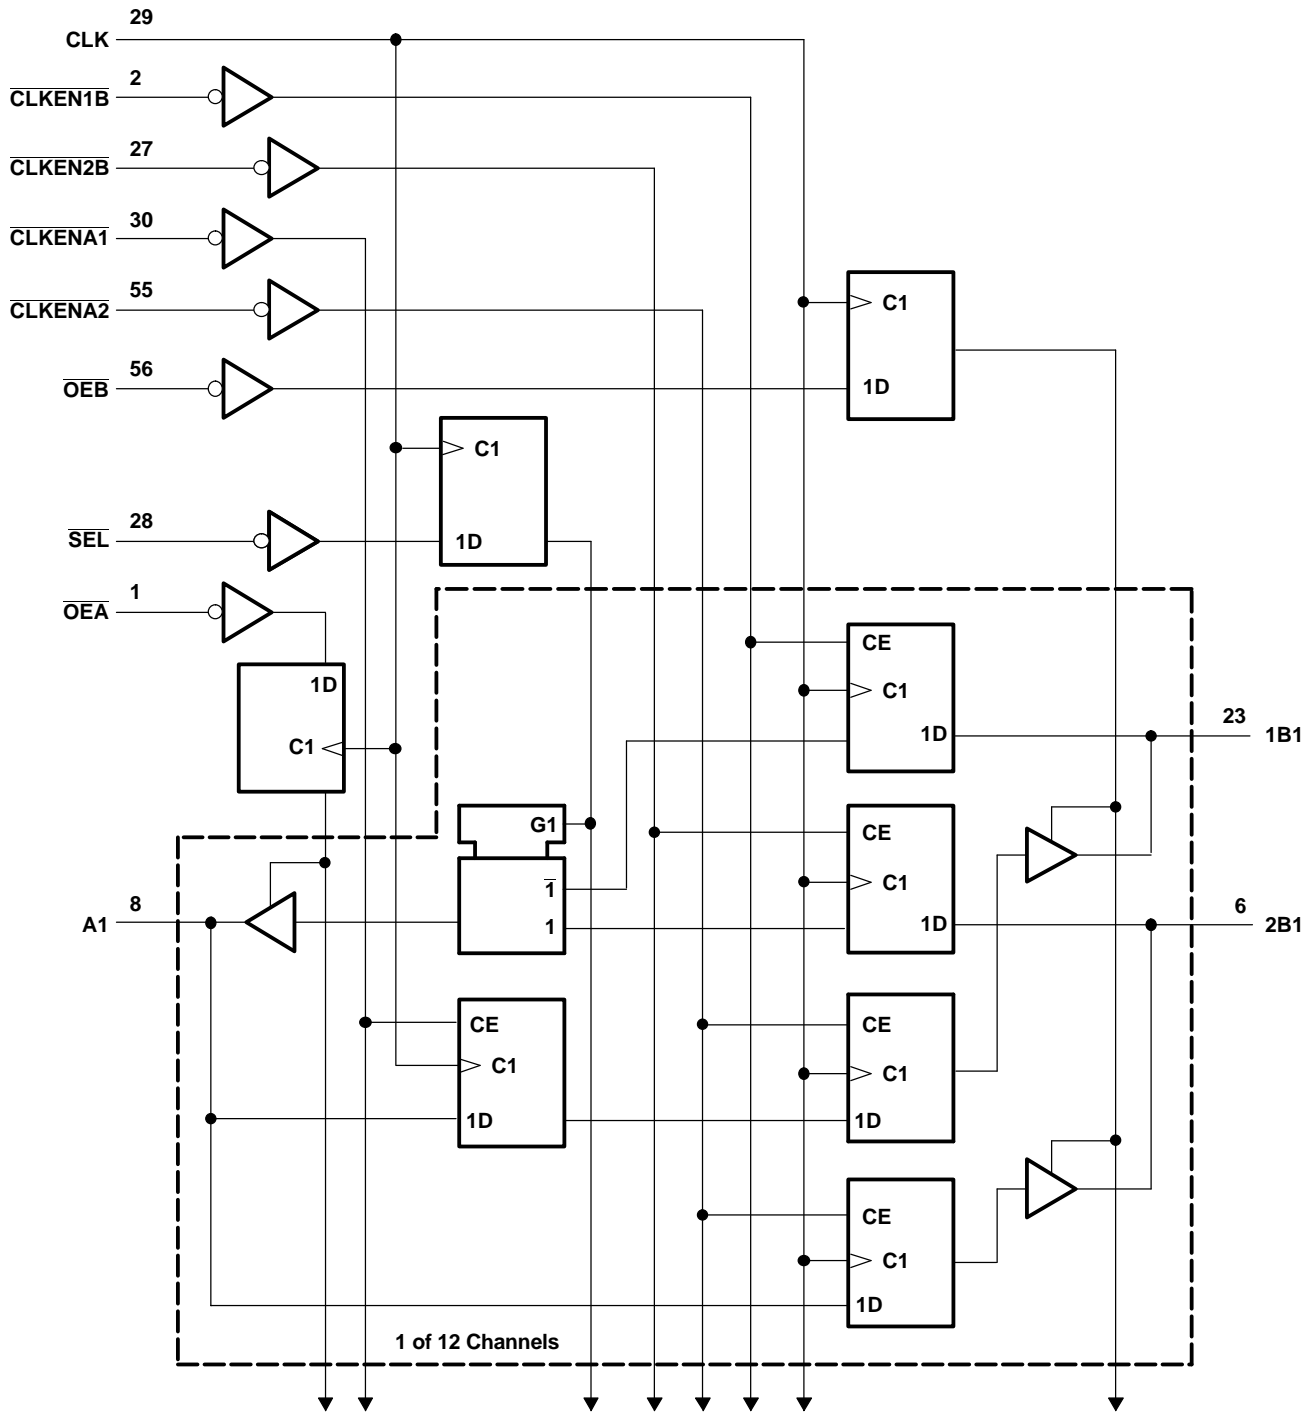 29
CLK
2
CLKEN1B
27
CLKEN2B
30
CLKENA1
55
CLKENA2
C1
56
OEB
1D
C1
28
SEL
1D
1
OEA
CE
1D
C1
23
1B1
1D
C1
G1
CE
1
C1
8
A1
1
1D
6
2B1
CE
CE
C1
C1
1D
1D
CE
C1
1D
1 of 12 Channels